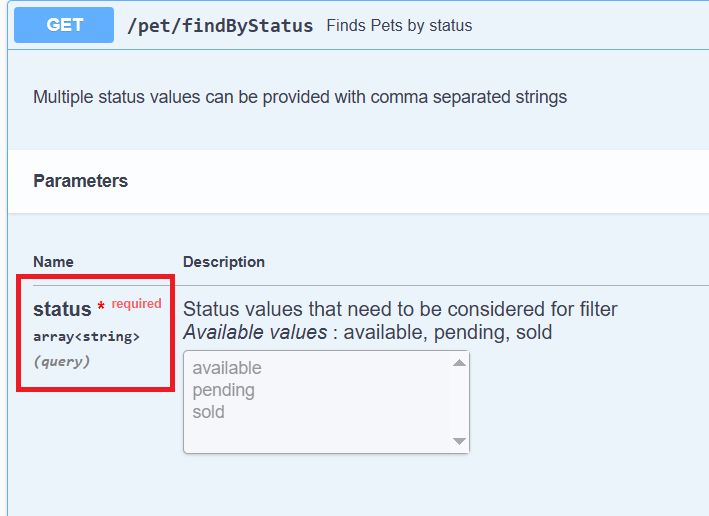 GET /pet/findByStatus Finds Pets by status
Multiple status values can be provided with comma separated strings
Parameters
Name Description
status * required
array<string>
(query)
Status values that need to be considered for filter
Available values : available, pending, sold
available
pending
sold